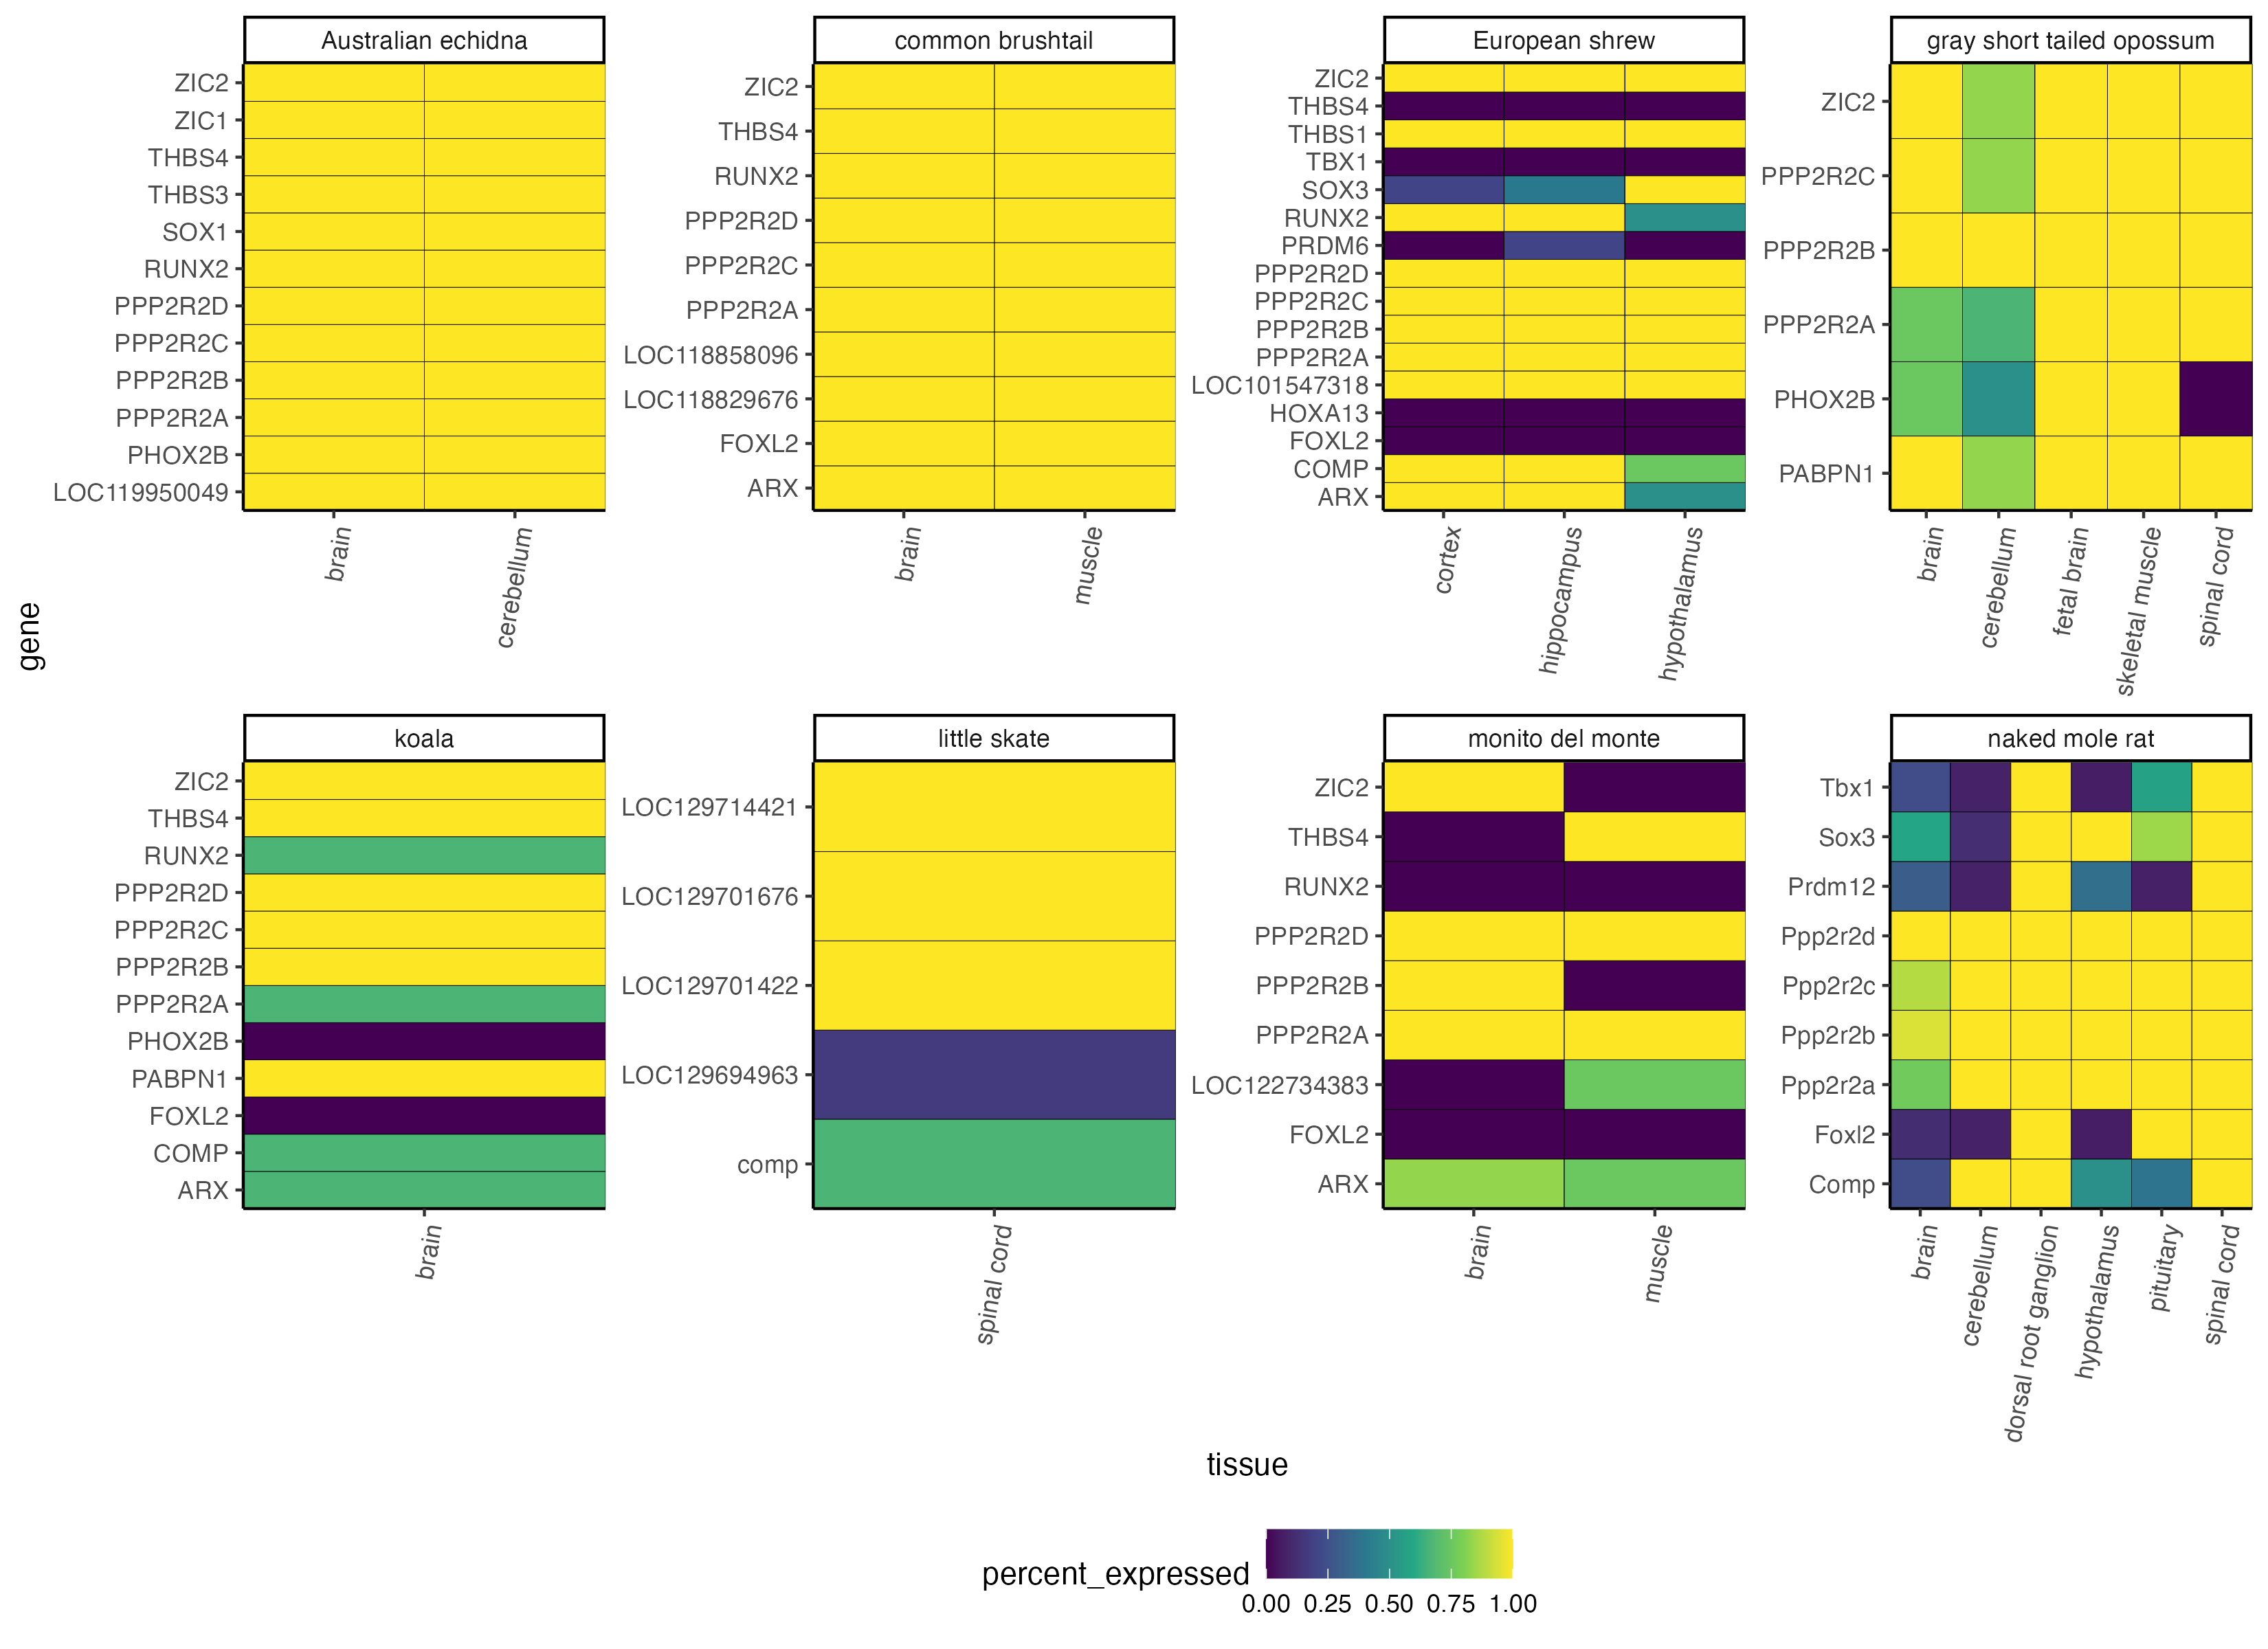 Australian echidna
ZIC2
ZIC1
THBS4
THBS3
SOX1
RUNX2
PPP2R2D
PPP2R2C
PPP2R2B
PPP2R2A
PHOX2B
LOC119950049
brain
cerebellum
common brushtail
ZIC2
THBS4
RUNX2
PPP2R2D
PPP2R2C
PPP2R2A
LOC118858096
LOC118829676
FOXL2
ARX
brain
muscle
European shrew
ZIC2
THBS4
THBS1
TBX1
SOX3
RUNX2
PRDM6
PPP2R2D
PPP2R2C
PPP2R2B
PPP2R2A
LOC101547318
HOXA13
FOXL2
COMP
ARX
cortex
hippocampus
hypothalamus
gray short tailed opossum
ZIC2
PPP2R2C
PPP2R2B
PPP2R2A
PHOX2B
PABPN1
brain
cerebellum
fetal brain
skeletal muscle
spinal cord
gene
koala
ZIC2
THBS4
RUNX2
PPP2R2D
PPP2R2C
PPP2R2B
PPP2R2A
PHOX2B
PABPN1
FOXL2
COMP
ARX
brain
little skate
LOC129714421
LOC129701676
LOC129701422
LOC129694963
comp
spinal cord
monito del monte
ZIC2
THBS4
RUNX2
PPP2R2D
PPP2R2B
PPP2R2A
LOC122734383
FOXL2
ARX
brain
muscle
naked mole rat
Tbx1
Sox3
Prdm12
Ppp2r2d
Ppp2r2c
Ppp2r2b
Ppp2r2a
Foxl2
Comp
brain
cerebellum
dorsal root ganglion
hypothalamus
pituitary
spinal cord
tissue
percent_expressed
0.00 0.25 0.50 0.75 1.00